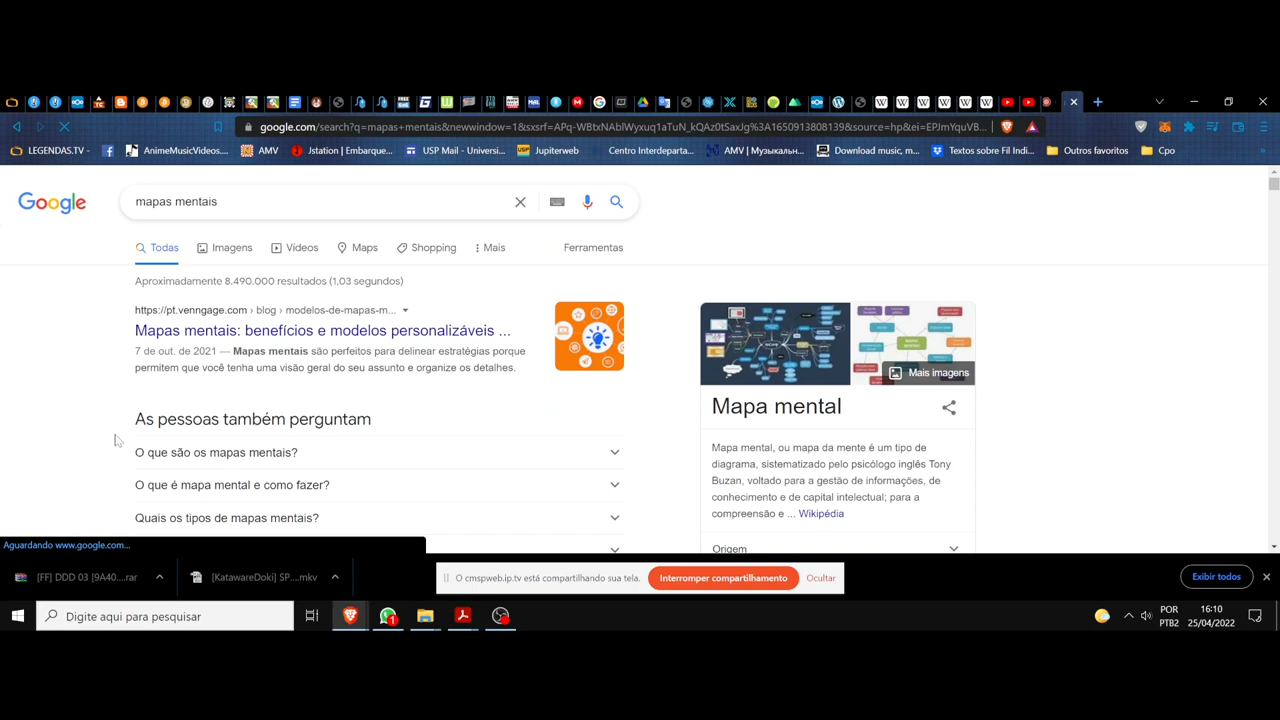 google.com/search?q=mapas+mentais&newwindow=1&sxsrf=APq-WBtxNAblWyxuq1aTuN_kQAz0tSaxJg%3A1650913808139&source=hp&ei=EPJmYquVB...
LEGENDAS.TV -
AnimeMusicVideos....
AMV
Jstation | Embarque...
USP Mail - Universi...
Jupiterweb
Centro Interdeparta...
AMV | Музыкальн...
Download music, m...
Textos sobre Fil Indi...
Outros favoritos
Cpo
Google
mapas mentais
Todas
Imagens
Vídeos
Maps
Shopping
Mais
Ferramentas
Aproximadamente 8.490.000 resultados (1,03 segundos)
https://pt.venngage.com › blog › modelos-de-mapas-m...
Mapas mentais: benefícios e modelos personalizáveis ...
7 de out. de 2021 — Mapas mentais são perfeitos para delinear estratégias porque
permitem que você tenha uma visão geral do seu assunto e organize os detalhes.
As pessoas também perguntam
O que são os mapas mentais?
O que é mapa mental e como fazer?
Quais os tipos de mapas mentais?
Mais imagens
Mapa mental
Mapa mental, ou mapa da mente é um tipo de
diagrama, sistematizado pelo psicólogo inglês Tony
Buzan, voltado para a gestão de informações, de
conhecimento e de capital intelectual; para a
compreensão e ... Wikipédia
Origem
Aguardando www.google.com...
[FF] DDD 03 [9A40....rar
[KatawareDoki] SP....mkv
O cmspweb.ip.tv está compartilhando sua tela.
Interromper compartilhamento
Ocultar
Exibir todos
Digite aqui para pesquisar
1
POR
PTB2
16:10
25/04/2022